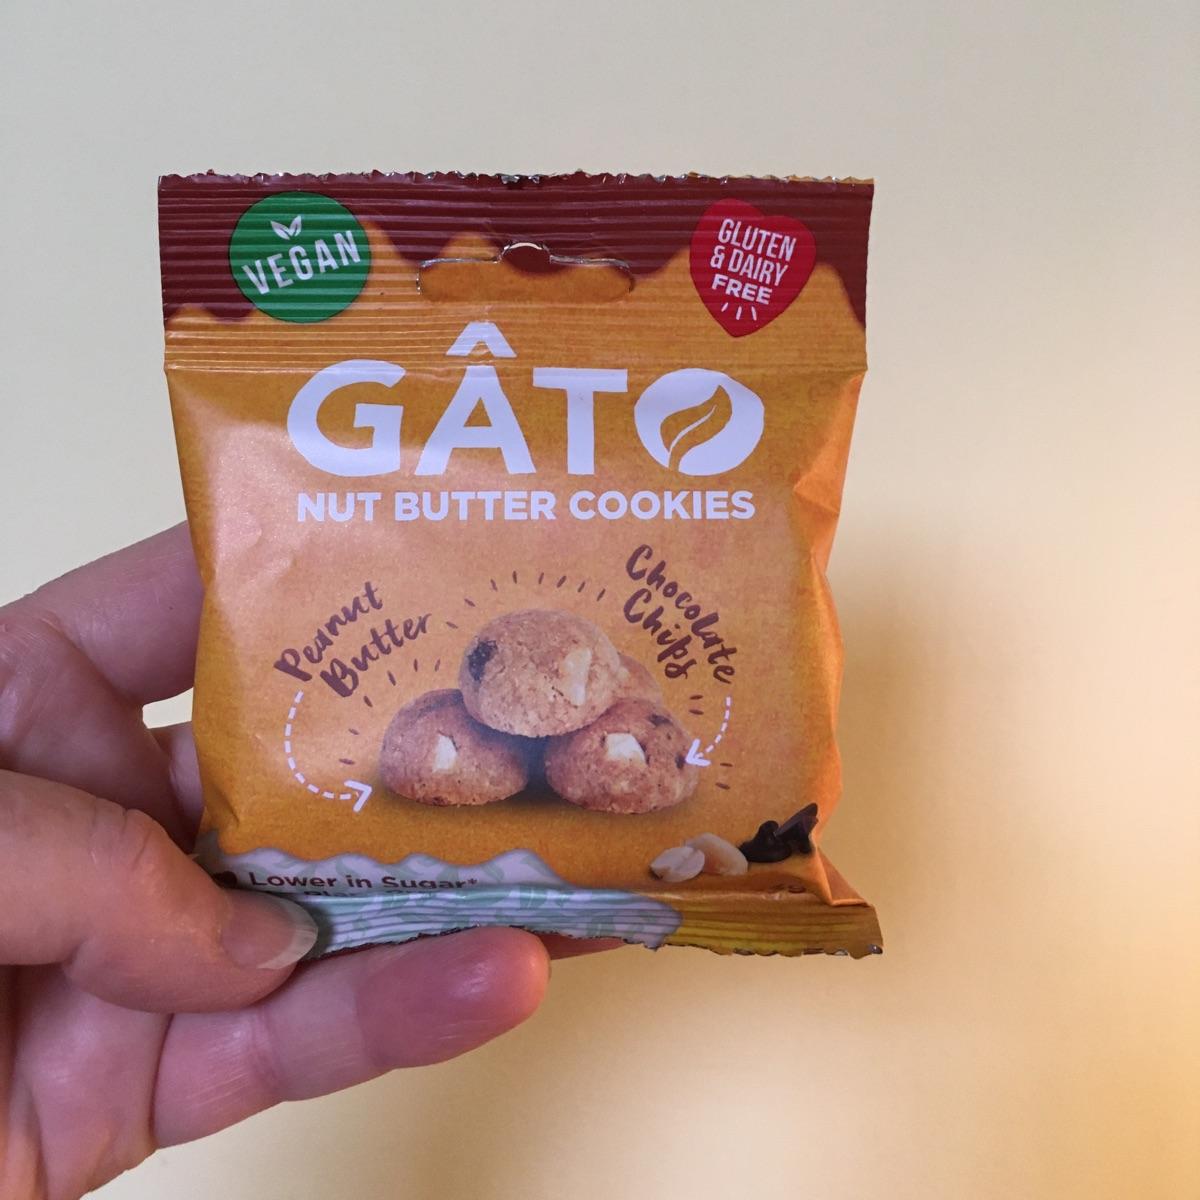 VEGAN
GLUTEN
& DAIRY
FREE
GÂTO
NUT BUTTER COOKIES
Peanut
Butter
Chocolate
Chips
Lower in Sugar*